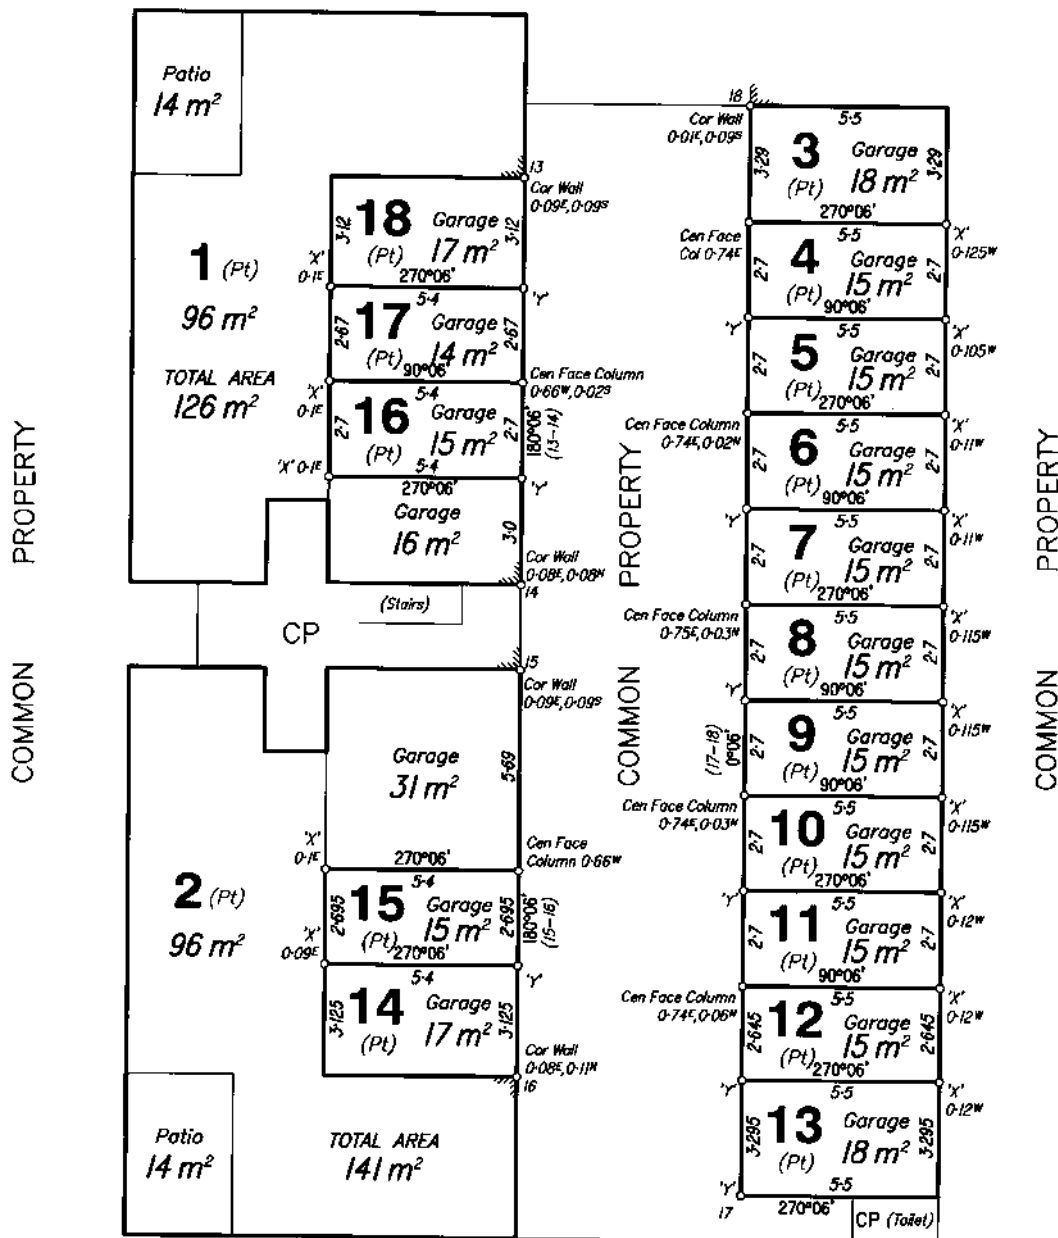 Patio
14 m²
1 (Pt)
96 m²
TOTAL AREA
126 m²
13
Cor Wall
0·09ᴱ,0·09ˢ
3·12
18
(Pt)
Garage
17 m²
3·12
270°06'
'X'
0·1ᴱ
'Y'
5·4
2·67
17
(Pt)
Garage
14 m²
2·67
90°06'
Cen Face Column
0·66ᵂ,0·02ˢ
'X'
0·1ᴱ
5·4
2·7
16
(Pt)
Garage
15 m²
2·7
180°06'
(13-14)
5·4
'X' 0·1ᴱ
'Y'
270°06'
Garage
16 m²
3·0
Cor Wall
0·08ᴱ,0·08ᴺ
14
(Stairs)
CP
15
Cor Wall
0·09ᴱ,0·09ˢ
Garage
31 m²
5·69
Cen Face
Column 0·66ᵂ
'X'
0·1ᴱ
270°06'
5·4
2 (Pt)
96 m²
2·695
15
(Pt)
Garage
15 m²
2·695
180°06'
(15-16)
270°06'
'X'
0·09ᴱ
'Y'
5·4
3·125
14
(Pt)
Garage
17 m²
3·125
Cor Wall
0·08ᴱ,0·11ᴺ
16
Patio
14 m²
TOTAL AREA
141 m²
COMMON PROPERTY
COMMON PROPERTY
COMMON PROPERTY
18
Cor Wall
0·01ᴱ,0·09ˢ
5·5
3·29
3
(Pt)
Garage
18 m²
3·29
270°06'
Cen Face
Col 0·74ᴱ
'X'
0·125ᵂ
5·5
2·7
4
(Pt)
Garage
15 m²
2·7
90°06'
'Y'
'X'
0·105ᵂ
5·5
2·7
5
(Pt)
Garage
15 m²
2·7
270°06'
Cen Face Column
0·74ᴱ,0·02ᴺ
'X'
0·11ᵂ
5·5
2·7
6
(Pt)
Garage
15 m²
2·7
90°06'
'Y'
'X'
0·11ᵂ
5·5
2·7
7
(Pt)
Garage
15 m²
2·7
270°06'
Cen Face Column
0·75ᴱ,0·03ᴺ
'X'
0·115ᵂ
5·5
2·7
8
(Pt)
Garage
15 m²
2·7
90°06'
'Y'
'X'
0·115ᵂ
(17-18)
0°06'
5·5
2·7
9
(Pt)
Garage
15 m²
2·7
90°06'
Cen Face Column
0·74ᴱ,0·03ᴺ
'X'
0·115ᵂ
5·5
2·7
10
(Pt)
Garage
15 m²
2·7
270°06'
'Y'
'X'
0·12ᵂ
5·5
2·7
11
(Pt)
Garage
15 m²
2·7
90°06'
Cen Face Column
0·74ᴱ,0·06ᴺ
'X'
0·12ᵂ
5·5
2·645
12
(Pt)
Garage
15 m²
2·645
270°06'
'Y'
'X'
0·12ᵂ
5·5
3·295
13
(Pt)
Garage
18 m²
3·295
5·5
'Y'
17
270°06'
CP (Toilet)